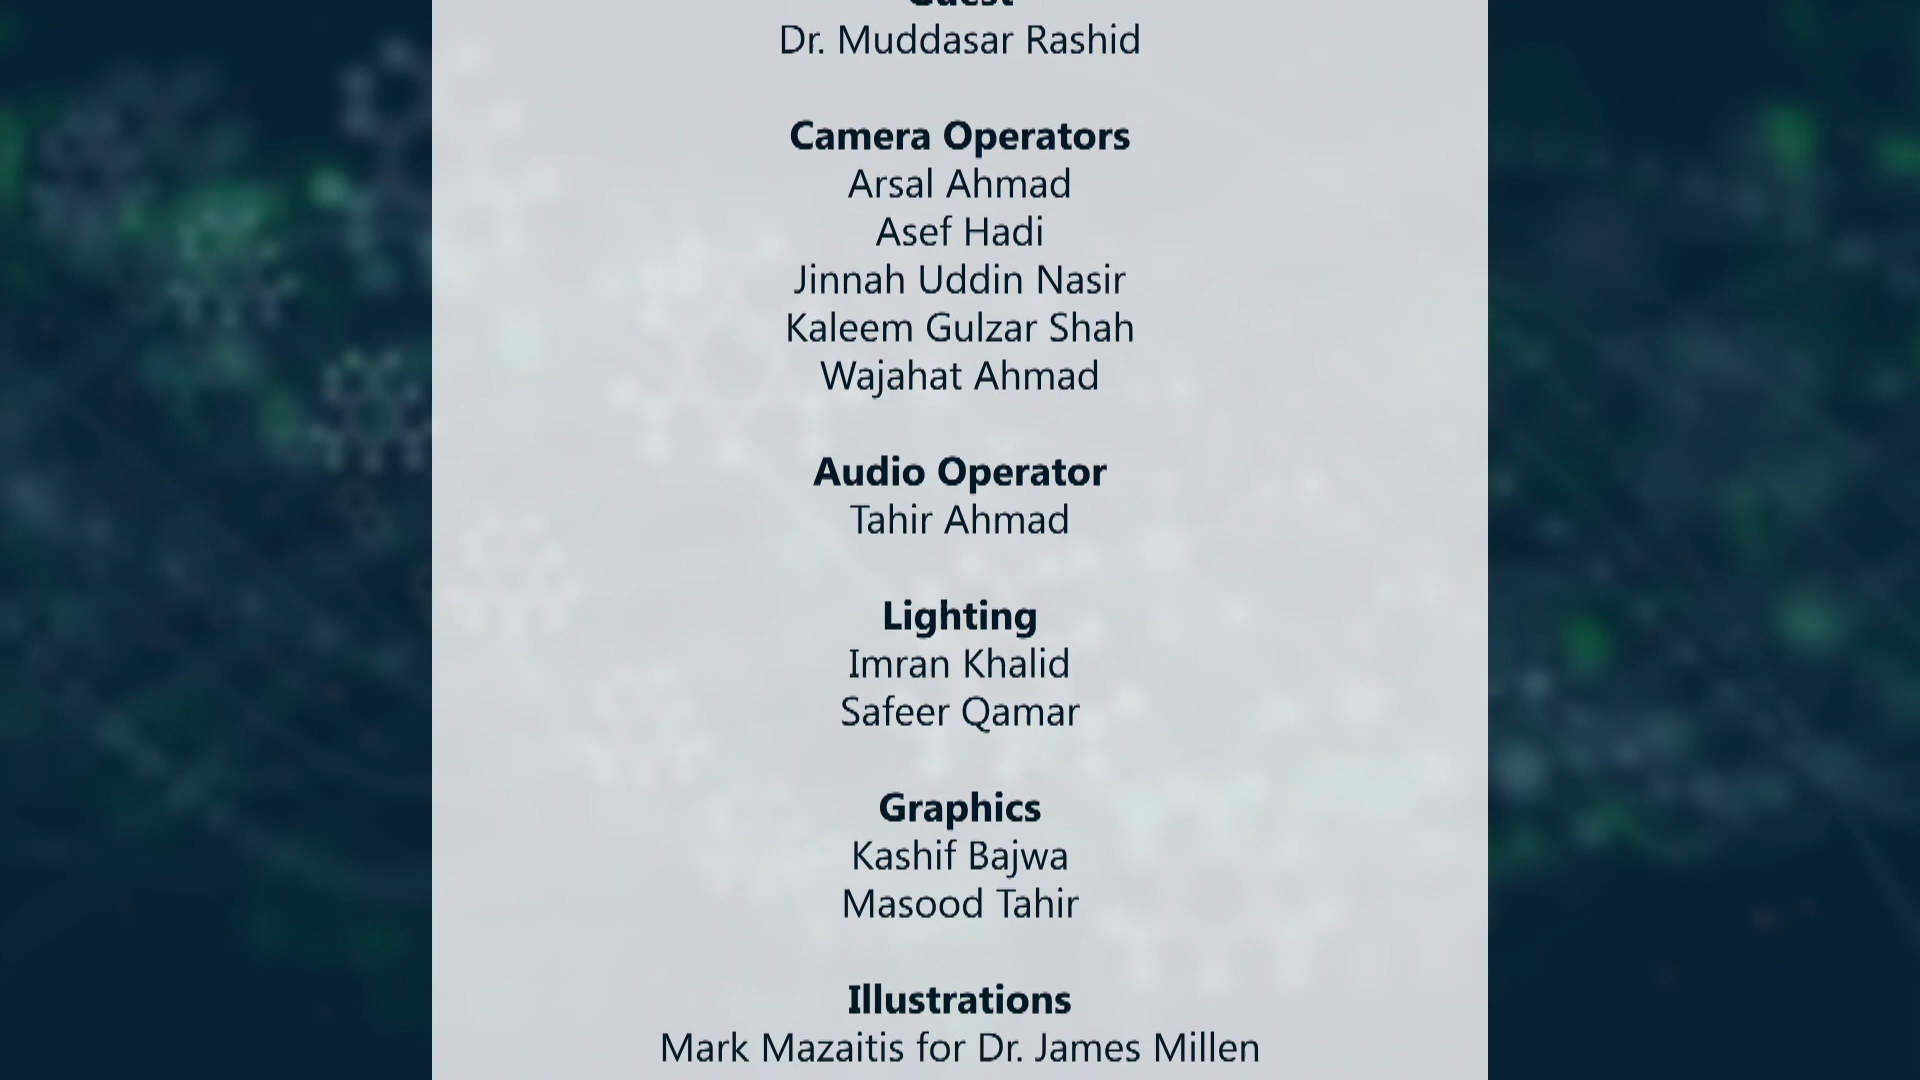 Guest
Dr. Muddasar Rashid
Camera Operators
Arsal Ahmad
Asef Hadi
Jinnah Uddin Nasir
Kaleem Gulzar Shah
Wajahat Ahmad
Audio Operator
Tahir Ahmad
Lighting
Imran Khalid
Safeer Qamar
Graphics
Kashif Bajwa
Masood Tahir
Illustrations
Mark Mazaitis for Dr. James Millen